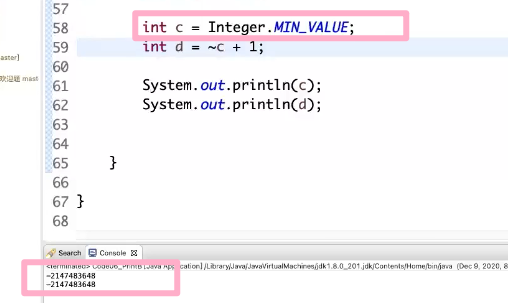 57
58 int c = Integer.MIN_VALUE;
aster]
59 int d = ~c + 1;
60
欢迎题 mast
61 System.out.println(c);
62 System.out.println(d);
63
64
65 }
66
67 }
68
Search Console
<terminated> Code06_PrintB [Java Application] /Library/Java/JavaVirtualMachines/jdk1.8.0_201.jdk/Contents/Home/bin/java (Dec 9, 2020, 8
-2147483648
-2147483648